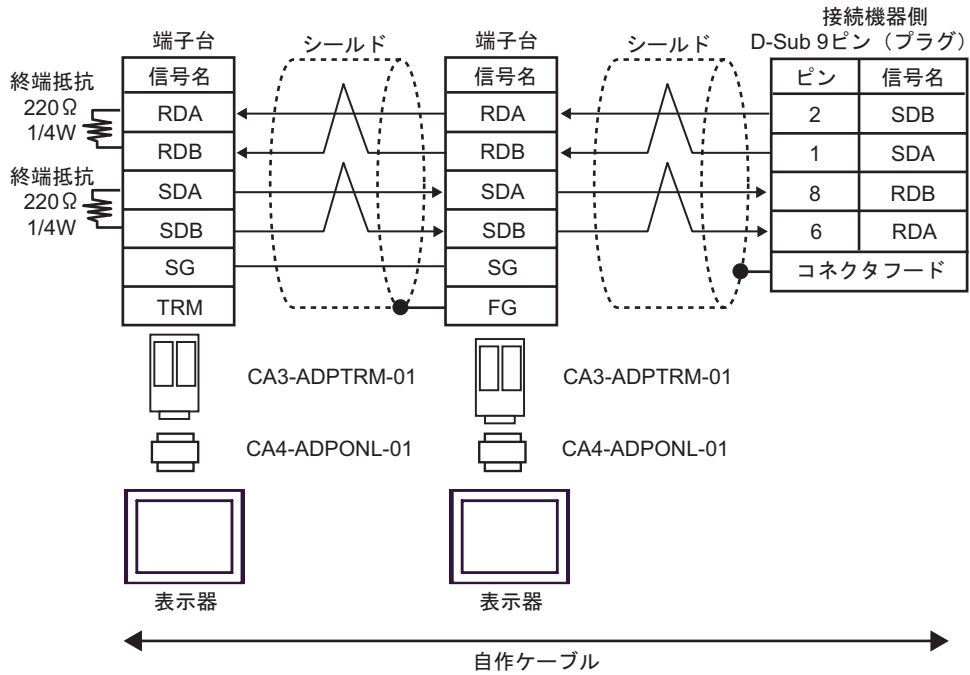 接続機器側
端子台
シールド
端子台
シールド
D-Sub 9ピン（プラグ）
終端抵抗
220Ω
1/4W
終端抵抗
220Ω
1/4W
信号名
RDA
RDB
SDA
SDB
SG
TRM
信号名
RDA
RDB
SDA
SDB
SG
FG
ピン 信号名
2 SDB
1 SDA
8 RDB
6 RDA
コネクタフード
CA3-ADPTRM-01
CA3-ADPTRM-01
CA4-ADPONL-01
CA4-ADPONL-01
表示器
表示器
自作ケーブル